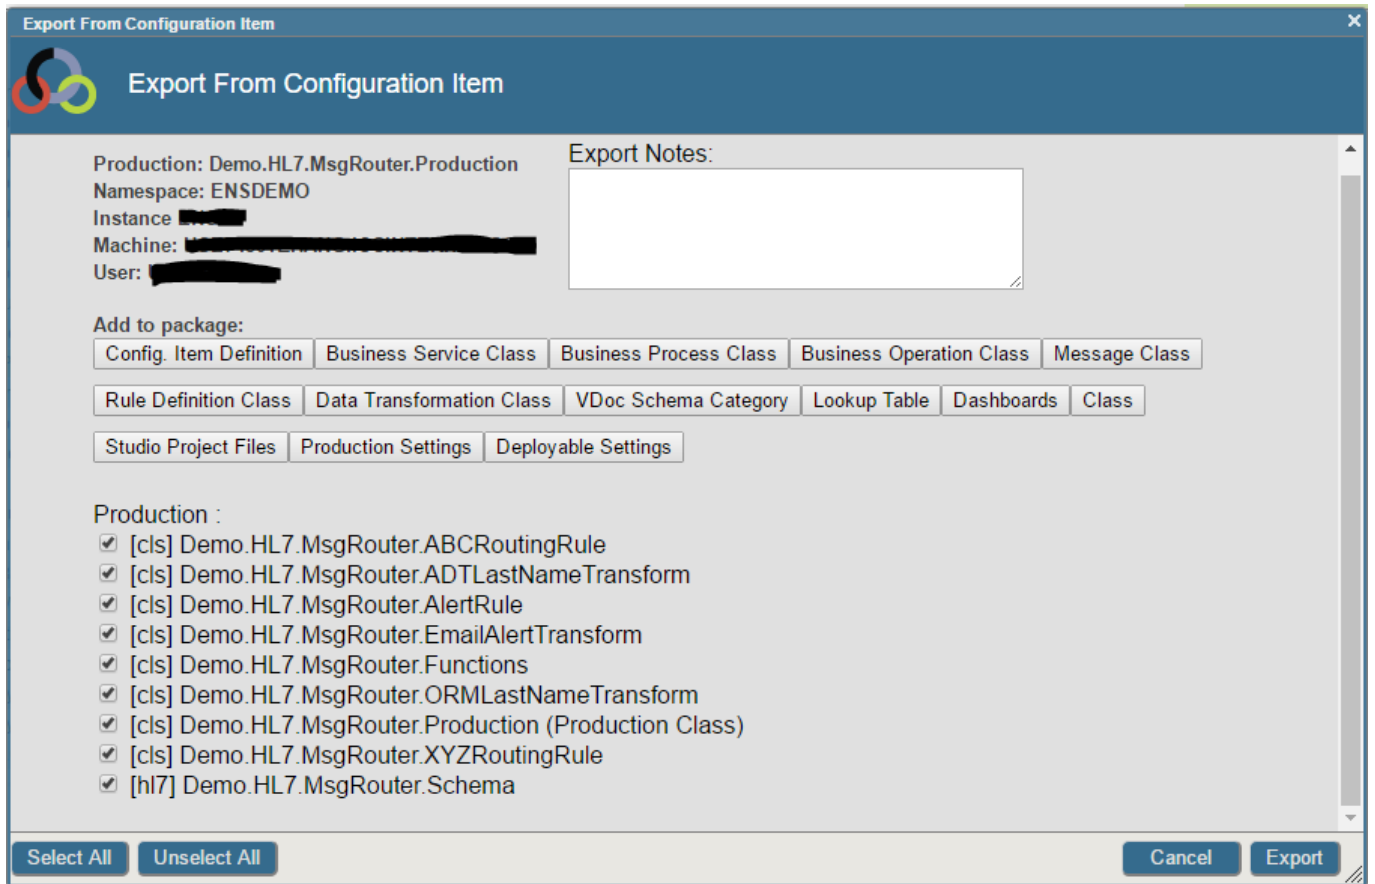 Export From Configuration Item
Export From Configuration Item
Production: Demo.HL7.MsgRouter.Production
Export Notes:
Namespace: ENSDEMO
Instance
Machine:
User:
Add to package:
Config. Item Definition Business Service Class Business Process Class Business Operation Class Message Class
Rule Definition Class Data Transformation Class VDoc Schema Category Lookup Table Dashboards Class
Studio Project Files Production Settings Deployable Settings
Production :
[cls] Demo.HL7.MsgRouter.ABCRoutingRule
[cls] Demo.HL7.MsgRouter.ADTLastNameTransform
[cls] Demo.HL7.MsgRouter.AlertRule
[cls] Demo.HL7.MsgRouter.EmailAlertTransform
[cls] Demo.HL7.MsgRouter.Functions
[cls] Demo.HL7.MsgRouter.ORMLastNameTransform
[cls] Demo.HL7.MsgRouter.Production (Production Class)
[cls] Demo.HL7.MsgRouter.XYZRoutingRule
[hl7] Demo.HL7.MsgRouter.Schema
Select All Unselect All Cancel Export